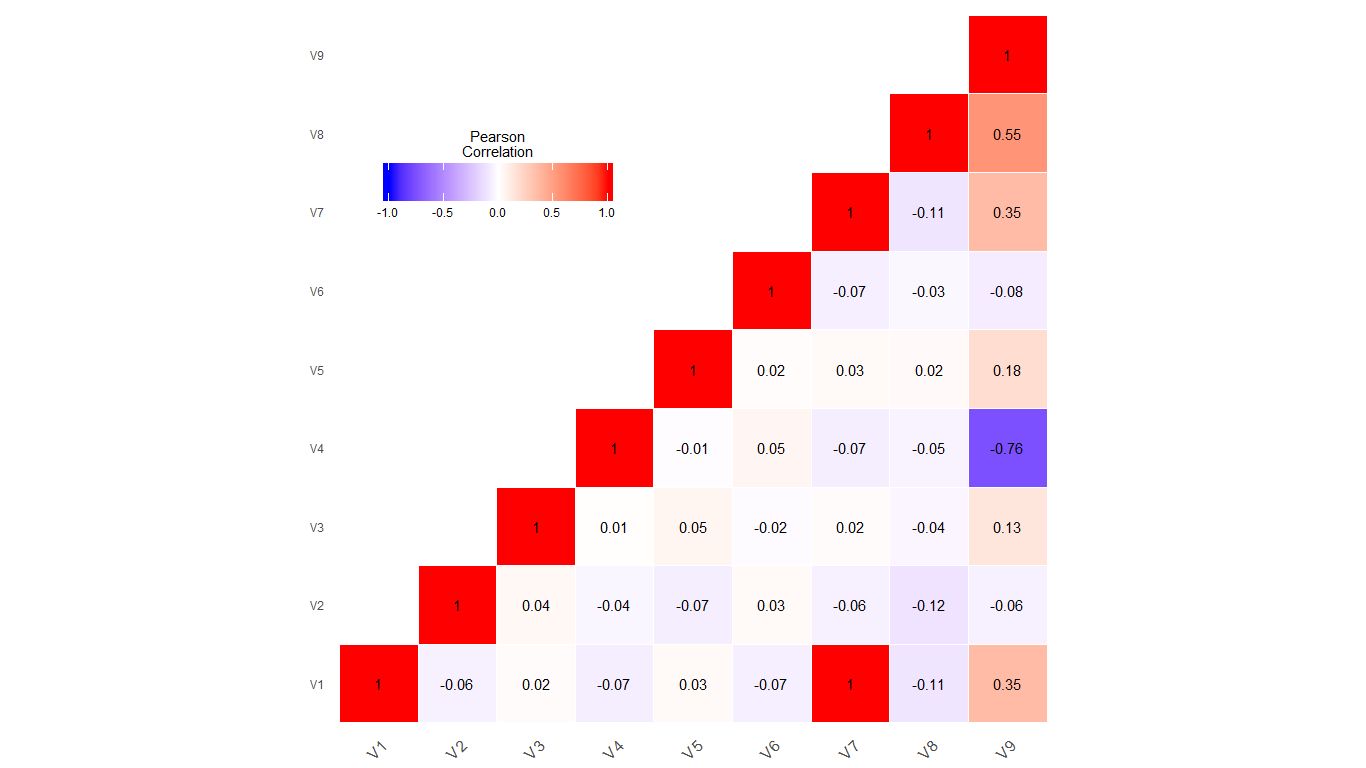 V9 1
V8 1 0.55
Pearson
Correlation
-1.0 -0.5 0.0 0.5 1.0
V7 1 -0.11 0.35
V6 1 -0.07 -0.03 -0.08
V5 1 0.02 0.03 0.02 0.18
V4 1 -0.01 0.05 -0.07 -0.05 -0.76
V3 1 0.01 0.05 -0.02 0.02 -0.04 0.13
V2 1 0.04 -0.04 -0.07 0.03 -0.06 -0.12 -0.06
V1 1 -0.06 0.02 -0.07 0.03 -0.07 1 -0.11 0.35
V1 V2 V3 V4 V5 V6 V7 V8 V9